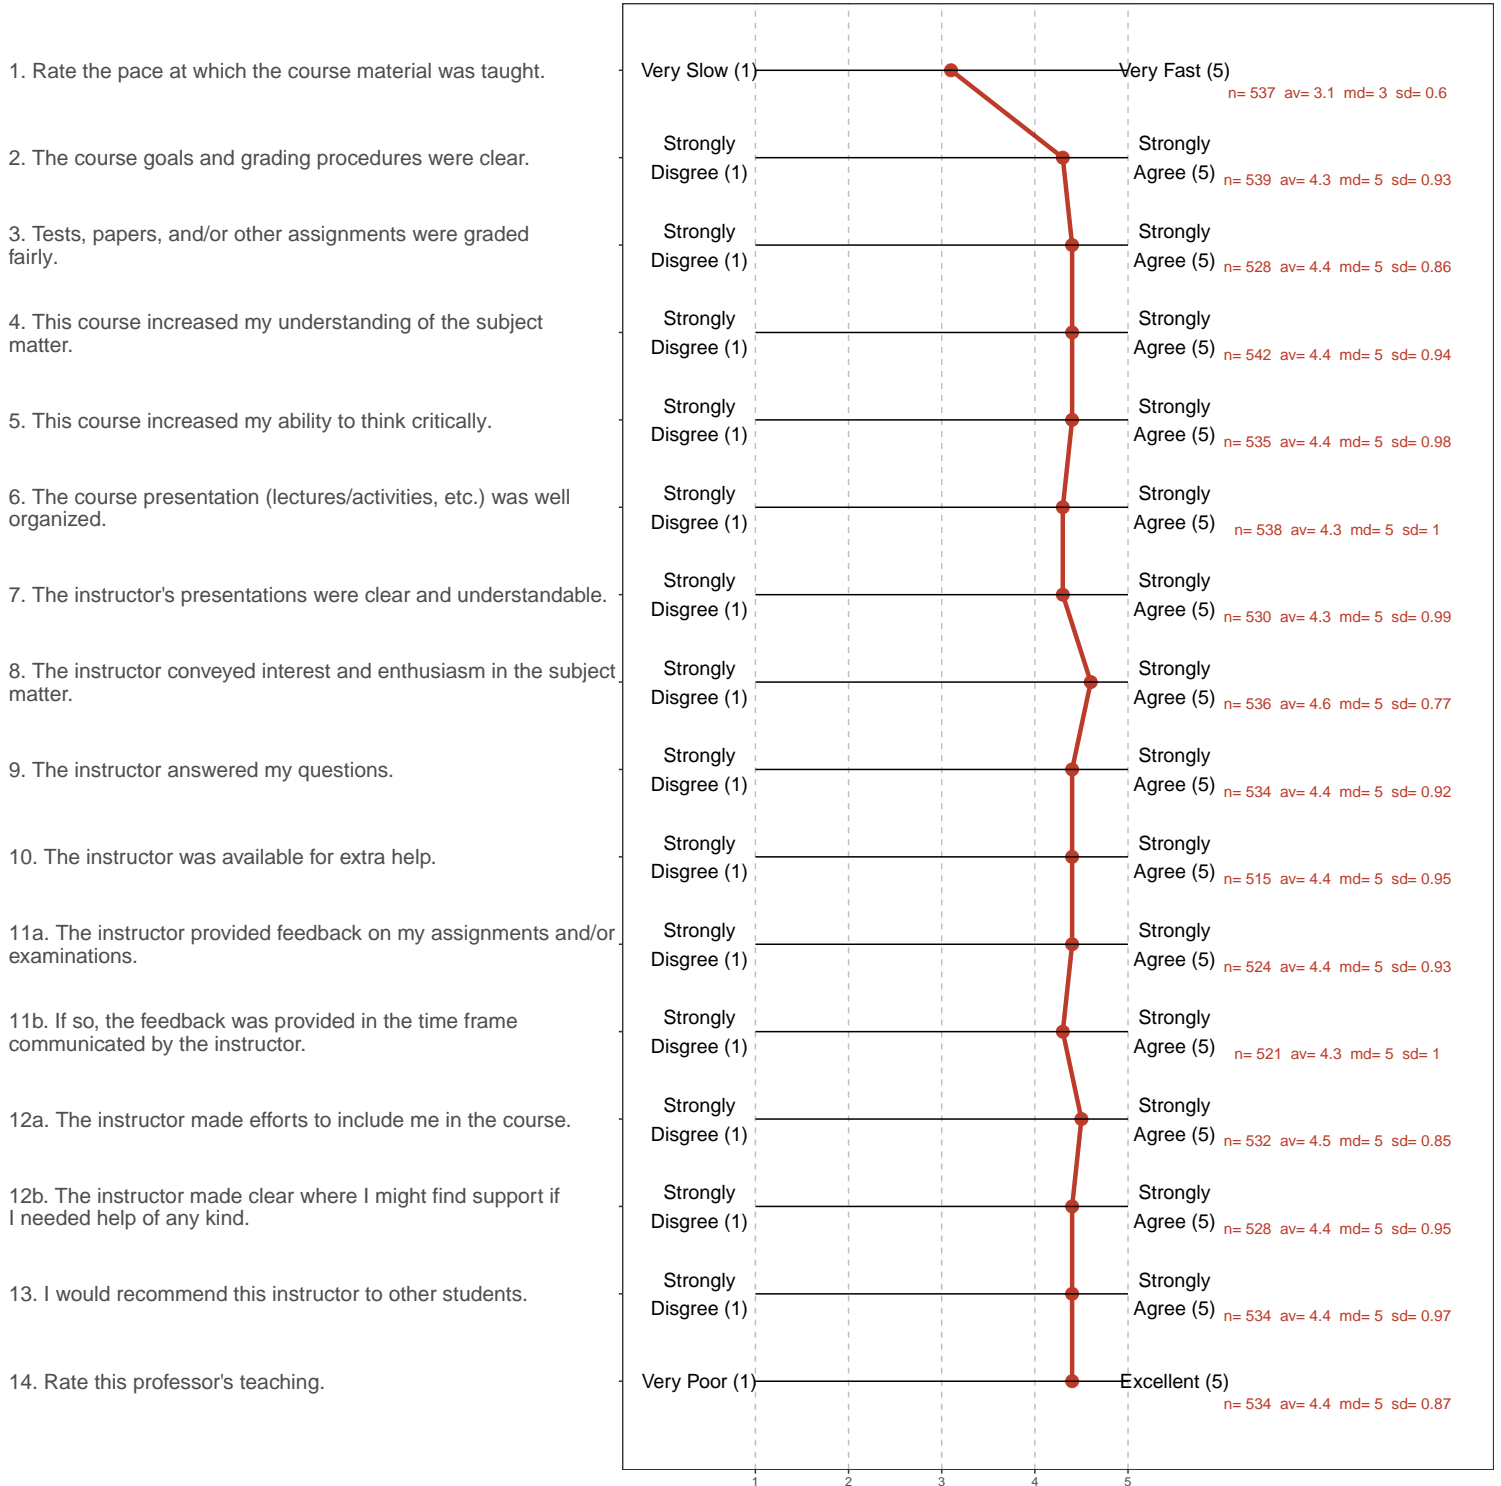 1. Rate the pace at which the course material was taught.
Very Slow (1)
Very Fast (5)
n= 537 av= 3.1 md= 3 sd= 0.6
2. The course goals and grading procedures were clear.
Strongly
Disgree (1)
Strongly
Agree (5)
n= 539 av= 4.3 md= 5 sd= 0.93
3. Tests, papers, and/or other assignments were graded
fairly.
Strongly
Disgree (1)
Strongly
Agree (5)
n= 528 av= 4.4 md= 5 sd= 0.86
4. This course increased my understanding of the subject
matter.
Strongly
Disgree (1)
Strongly
Agree (5)
n= 542 av= 4.4 md= 5 sd= 0.94
5. This course increased my ability to think critically.
Strongly
Disgree (1)
Strongly
Agree (5)
n= 535 av= 4.4 md= 5 sd= 0.98
6. The course presentation (lectures/activities, etc.) was well
organized.
Strongly
Disgree (1)
Strongly
Agree (5)
n= 538 av= 4.3 md= 5 sd= 1
7. The instructor's presentations were clear and understandable.
Strongly
Disgree (1)
Strongly
Agree (5)
n= 530 av= 4.3 md= 5 sd= 0.99
8. The instructor conveyed interest and enthusiasm in the subject
matter.
Strongly
Disgree (1)
Strongly
Agree (5)
n= 536 av= 4.6 md= 5 sd= 0.77
9. The instructor answered my questions.
Strongly
Disgree (1)
Strongly
Agree (5)
n= 534 av= 4.4 md= 5 sd= 0.92
10. The instructor was available for extra help.
Strongly
Disgree (1)
Strongly
Agree (5)
n= 515 av= 4.4 md= 5 sd= 0.95
11a. The instructor provided feedback on my assignments and/or
examinations.
Strongly
Disgree (1)
Strongly
Agree (5)
n= 524 av= 4.4 md= 5 sd= 0.93
11b. If so, the feedback was provided in the time frame
communicated by the instructor.
Strongly
Disgree (1)
Strongly
Agree (5)
n= 521 av= 4.3 md= 5 sd= 1
12a. The instructor made efforts to include me in the course.
Strongly
Disgree (1)
Strongly
Agree (5)
n= 532 av= 4.5 md= 5 sd= 0.85
12b. The instructor made clear where I might find support if
I needed help of any kind.
Strongly
Disgree (1)
Strongly
Agree (5)
n= 528 av= 4.4 md= 5 sd= 0.95
13. I would recommend this instructor to other students.
Strongly
Disgree (1)
Strongly
Agree (5)
n= 534 av= 4.4 md= 5 sd= 0.97
14. Rate this professor's teaching.
Very Poor (1)
Excellent (5)
n= 534 av= 4.4 md= 5 sd= 0.87
1 2 3 4 5